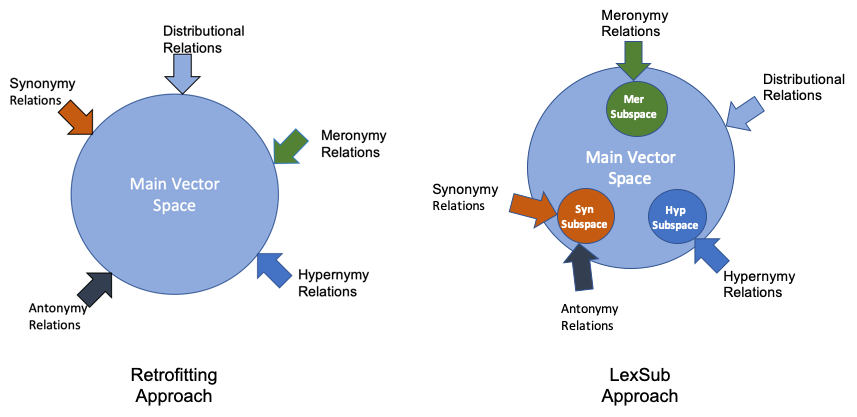 Distributional
Relations
Synonymy
Relations
Meronymy
Relations
Main Vector
Space
Hypernymy
Relations
Antonymy
Relations
Retrofitting
Approach
Meronymy
Relations
Mer
Subspace
Distributional
Relations
Main Vector
Space
Synonymy
Relations
Syn
Subspace
Hyp
Subspace
Hypernymy
Relations
Antonymy
Relations
LexSub
Approach